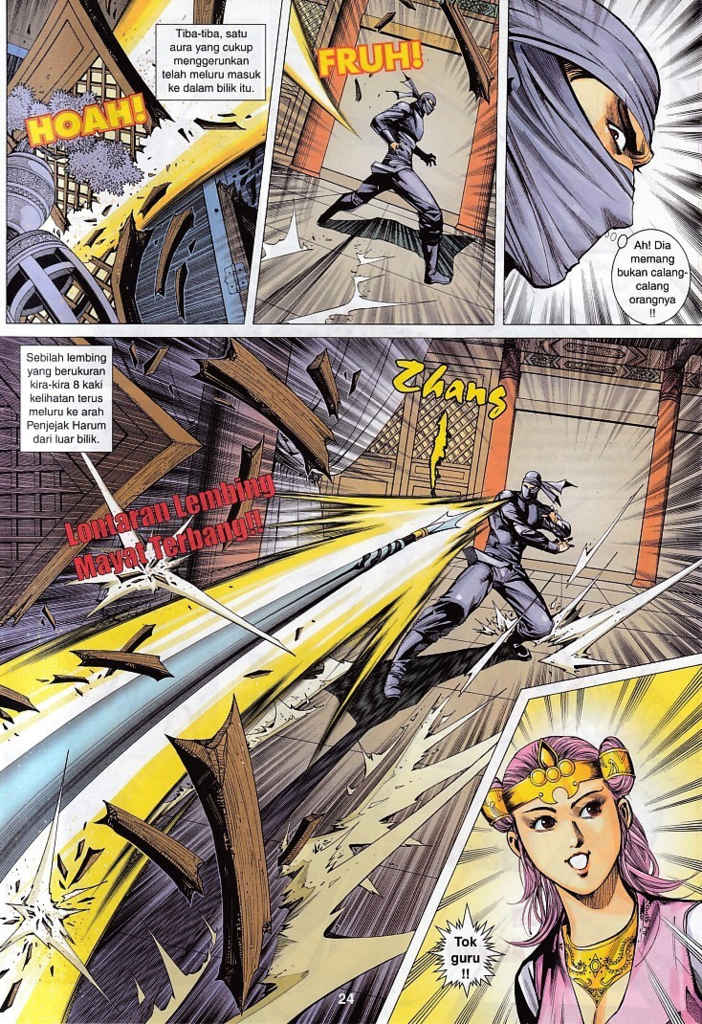 Tiba-tiba, satu
aura yang cukup
menggerunkan
telah meluru masuk
ke dalam bilik itu.
HOAH!
FRUH!
Ah! Dia
memang
bukan calang-
calang
orangnya
!!
Sebilah lembing
yang berukuran
kira-kira 8 kaki
kelihatan terus
meluru ke arah
Penjejak Harum
dari luar bilik.
Zhang
!
Lontaran Lembing
Mayat Terbang!!
Tok
guru
!!
24